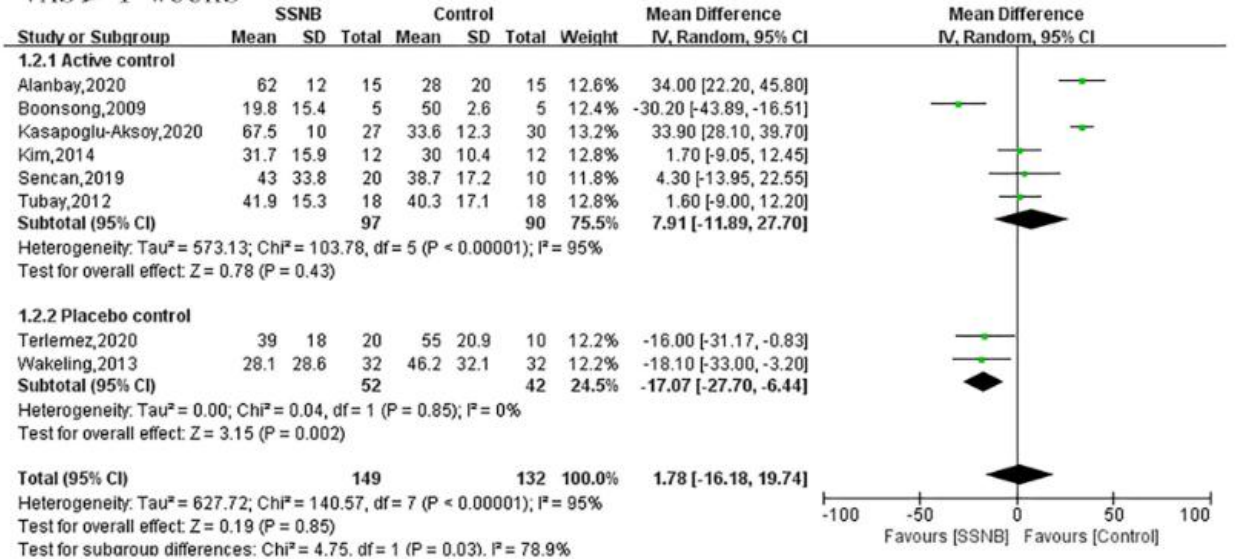 SSNB Control Mean Difference Mean Difference
Study or Subgroup Mean SD Total Mean SD Total Weight IV, Random, 95% CI IV, Random, 95% CI
1.2.1 Active control
Alanbay,2020 62 12 15 28 20 15 12.6% 34.00 [22.20, 45.80]
Boonsong,2009 19.8 15.4 5 50 2.6 5 12.4% -30.20 [-43.89, -16.51]
Kasapoglu-Aksoy,2020 67.5 10 27 33.6 12.3 30 13.2% 33.90 [28.10, 39.70]
Kim,2014 31.7 15.9 12 30 10.4 12 12.8% 1.70 [-9.05, 12.45]
Sencan,2019 43 33.8 20 38.7 17.2 10 11.8% 4.30 [-13.95, 22.55]
Tubay,2012 41.9 15.3 18 40.3 17.1 18 12.8% 1.60 [-9.00, 12.20]
Subtotal (95% CI) 97 90 75.5% 7.91 [-11.89, 27.70]
Heterogeneity: Tau² = 573.13; Chi² = 103.78, df = 5 (P < 0.00001); I² = 95%
Test for overall effect: Z = 0.78 (P = 0.43)
1.2.2 Placebo control
Terlemez,2020 39 18 20 55 20.9 10 12.2% -16.00 [-31.17, -0.83]
Wakeling,2013 28.1 28.6 32 46.2 32.1 32 12.2% -18.10 [-33.00, -3.20]
Subtotal (95% CI) 52 42 24.5% -17.07 [-27.70, -6.44]
Heterogeneity: Tau² = 0.00; Chi² = 0.04, df = 1 (P = 0.85); I² = 0%
Test for overall effect: Z = 3.15 (P = 0.002)
Total (95% CI) 149 132 100.0% 1.78 [-16.18, 19.74]
Heterogeneity: Tau² = 627.72; Chi² = 140.57, df = 7 (P < 0.00001); I² = 95%
Test for overall effect: Z = 0.19 (P = 0.85)
Test for subgroup differences: Chi² = 4.75, df = 1 (P = 0.03), I² = 78.9%
-100 -50 0 50 100
Favours [SSNB] Favours [Control]